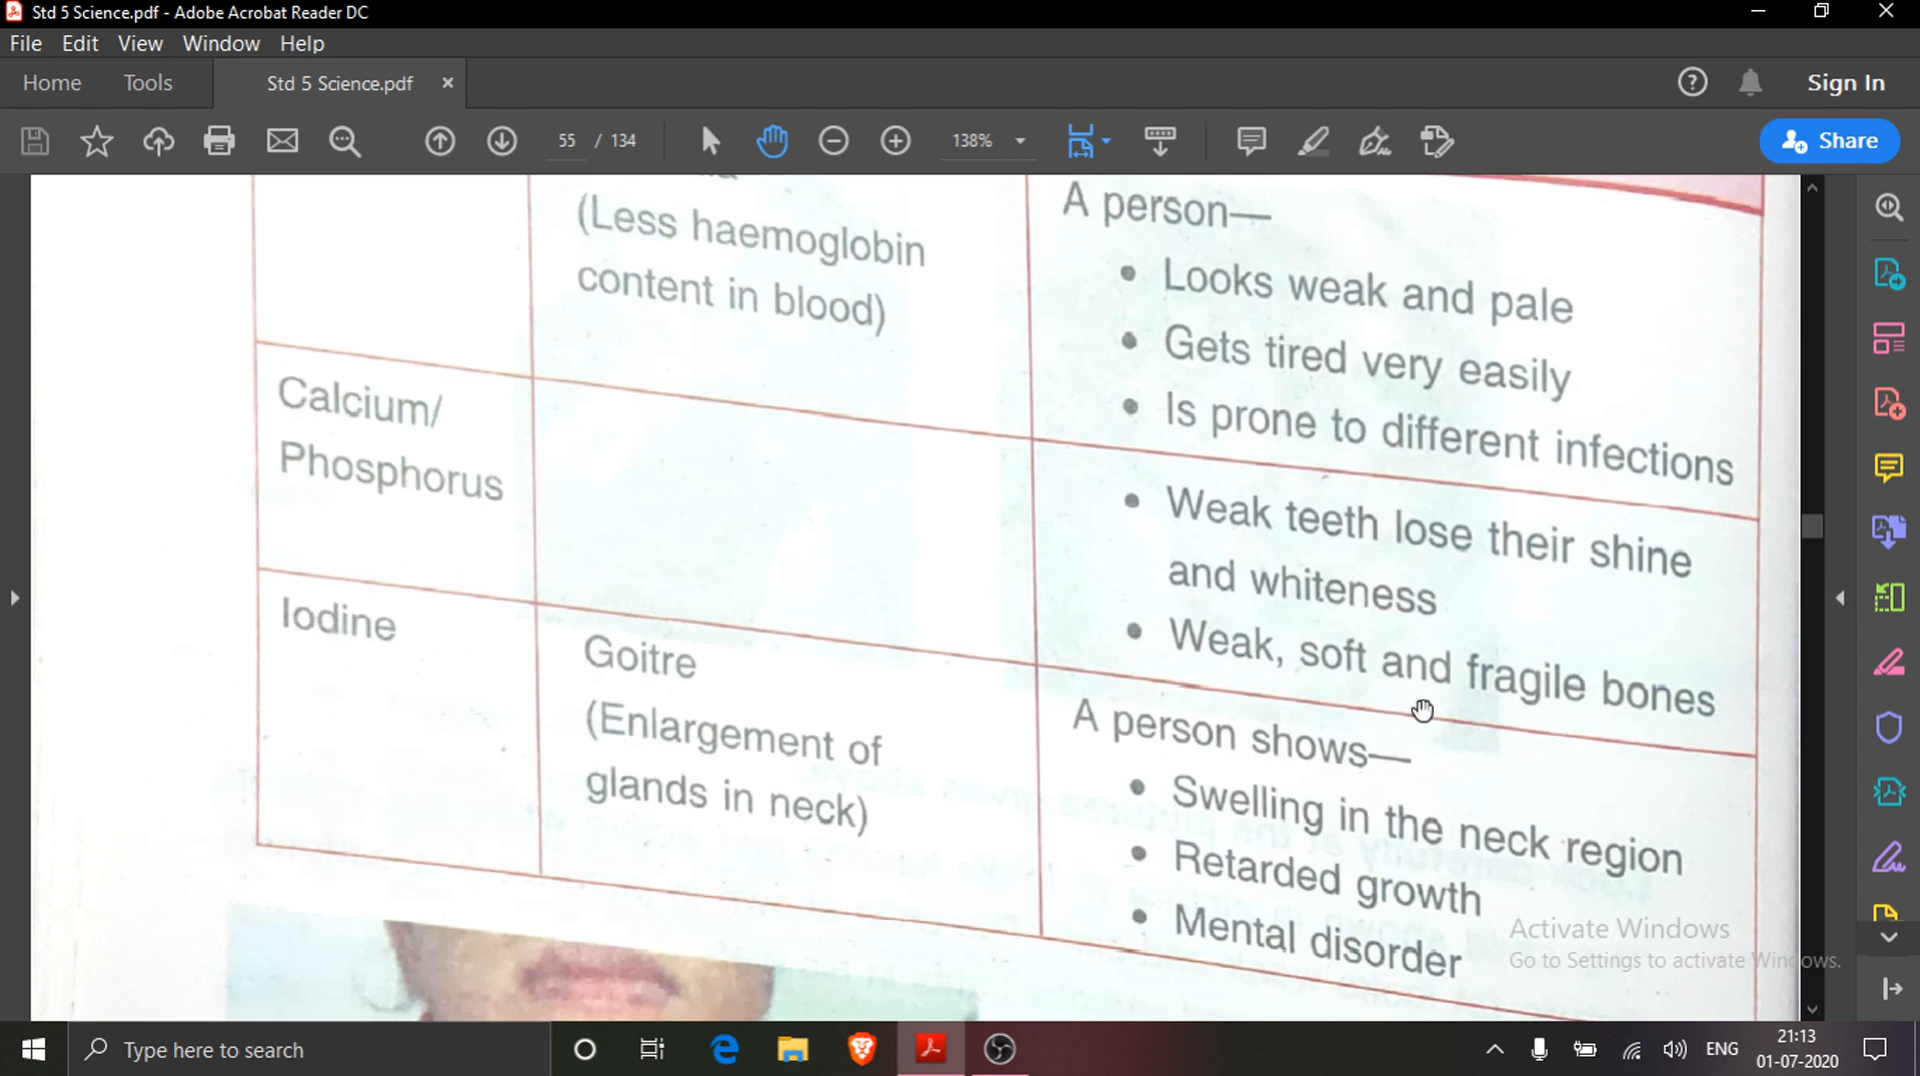 Std 5 Science.pdf - Adobe Acrobat Reader DC
File Edit View Window Help
Home Tools Std 5 Science.pdf × Sign In
55 / 134 138% Share
(Less haemoglobin
content in blood)
A person—
• Looks weak and pale
• Gets tired very easily
• Is prone to different infections
Calcium/
Phosphorus
• Weak teeth lose their shine
and whiteness
• Weak, soft and fragile bones
Iodine
Goitre
(Enlargement of
glands in neck)
A person shows—
• Swelling in the neck region
• Retarded growth
• Mental disorder
Activate Windows
Go to Settings to activate Windows.
Type here to search
ENG
21:13
01-07-2020